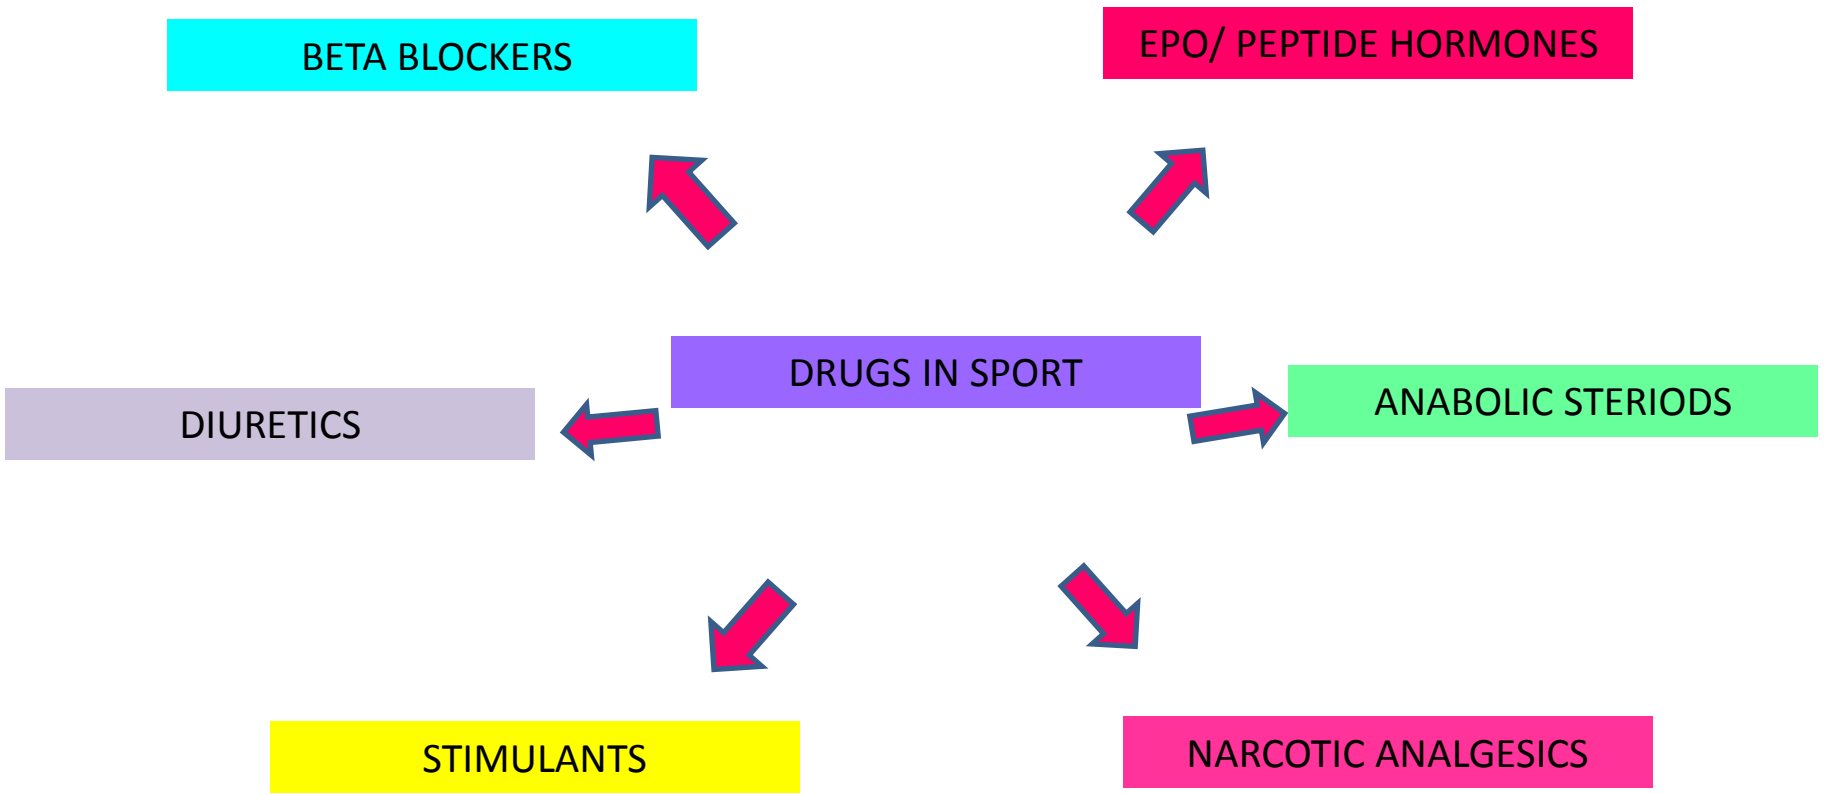 BETA BLOCKERS
EPO/ PEPTIDE HORMONES
DRUGS IN SPORT
DIURETICS
ANABOLIC STERIODS
STIMULANTS
NARCOTIC ANALGESICS